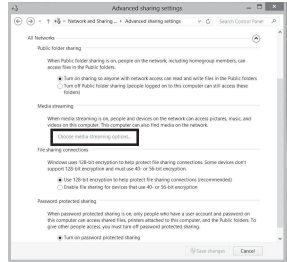 Advanced sharing settings
« Network and Sharing ... › Advanced sharing settings
Search Control Panel
All Networks
Public folder sharing
When Public folder sharing is on, people on the network, including homegroup members, can
access files in the Public folders.
Turn on sharing so anyone with network access can read and write files in the Public folders
Turn off Public folder sharing (people logged on to this computer can still access these
folders)
Media streaming
When media streaming is on, people and devices on the network can access pictures, music, and
videos on this computer. This computer can also find media on the network.
Choose media streaming options...
File sharing connections
Windows uses 128-bit encryption to help protect file sharing connections. Some devices don't
support 128-bit encryption and must use 40- or 56-bit encryption.
Use 128-bit encryption to help protect file sharing connections (recommended)
Enable file sharing for devices that use 40- or 56-bit encryption
Password protected sharing
When password protected sharing is on, only people who have a user account and password on this
computer can access shared files, printers attached to this computer, and the Public folders. To
give other people access, you must turn off password protected sharing.
Turn on password protected sharing
Save changes
Cancel